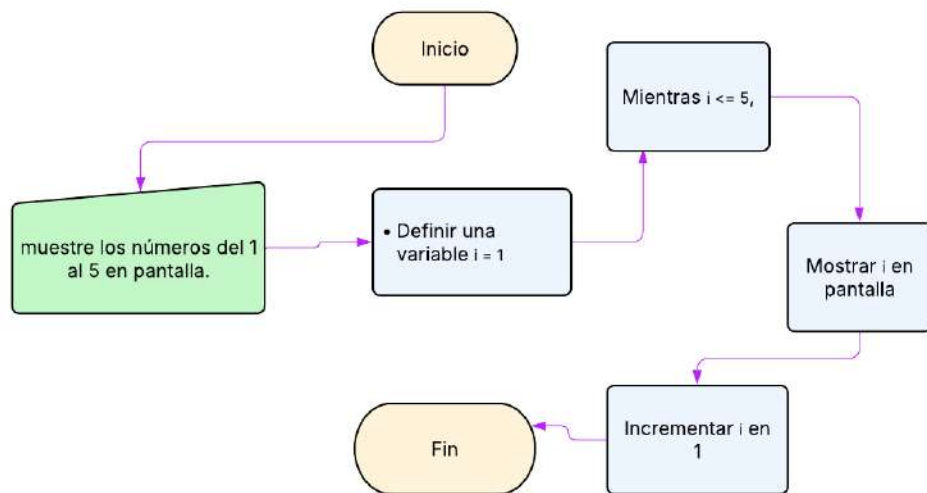 Inicio
muestre los números del 1
al 5 en pantalla.
• Definir una
variable i = 1
Mientras i <= 5,
Mostrar i en
pantalla
Incrementar i en
1
Fin